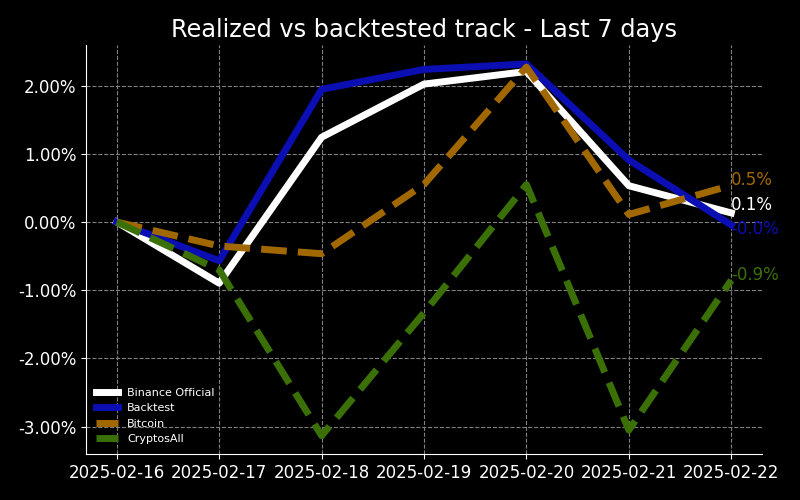 Realized vs backtested track - Last 7 days
2.00%
1.00%
0.00%
-1.00%
-2.00%
-3.00%
0.5%
0.1%
-0.0%
-0.9%
Binance Official
Backtest
Bitcoin
CryptosAll
2025-02-16 2025-02-17 2025-02-18 2025-02-19 2025-02-20 2025-02-21 2025-02-22